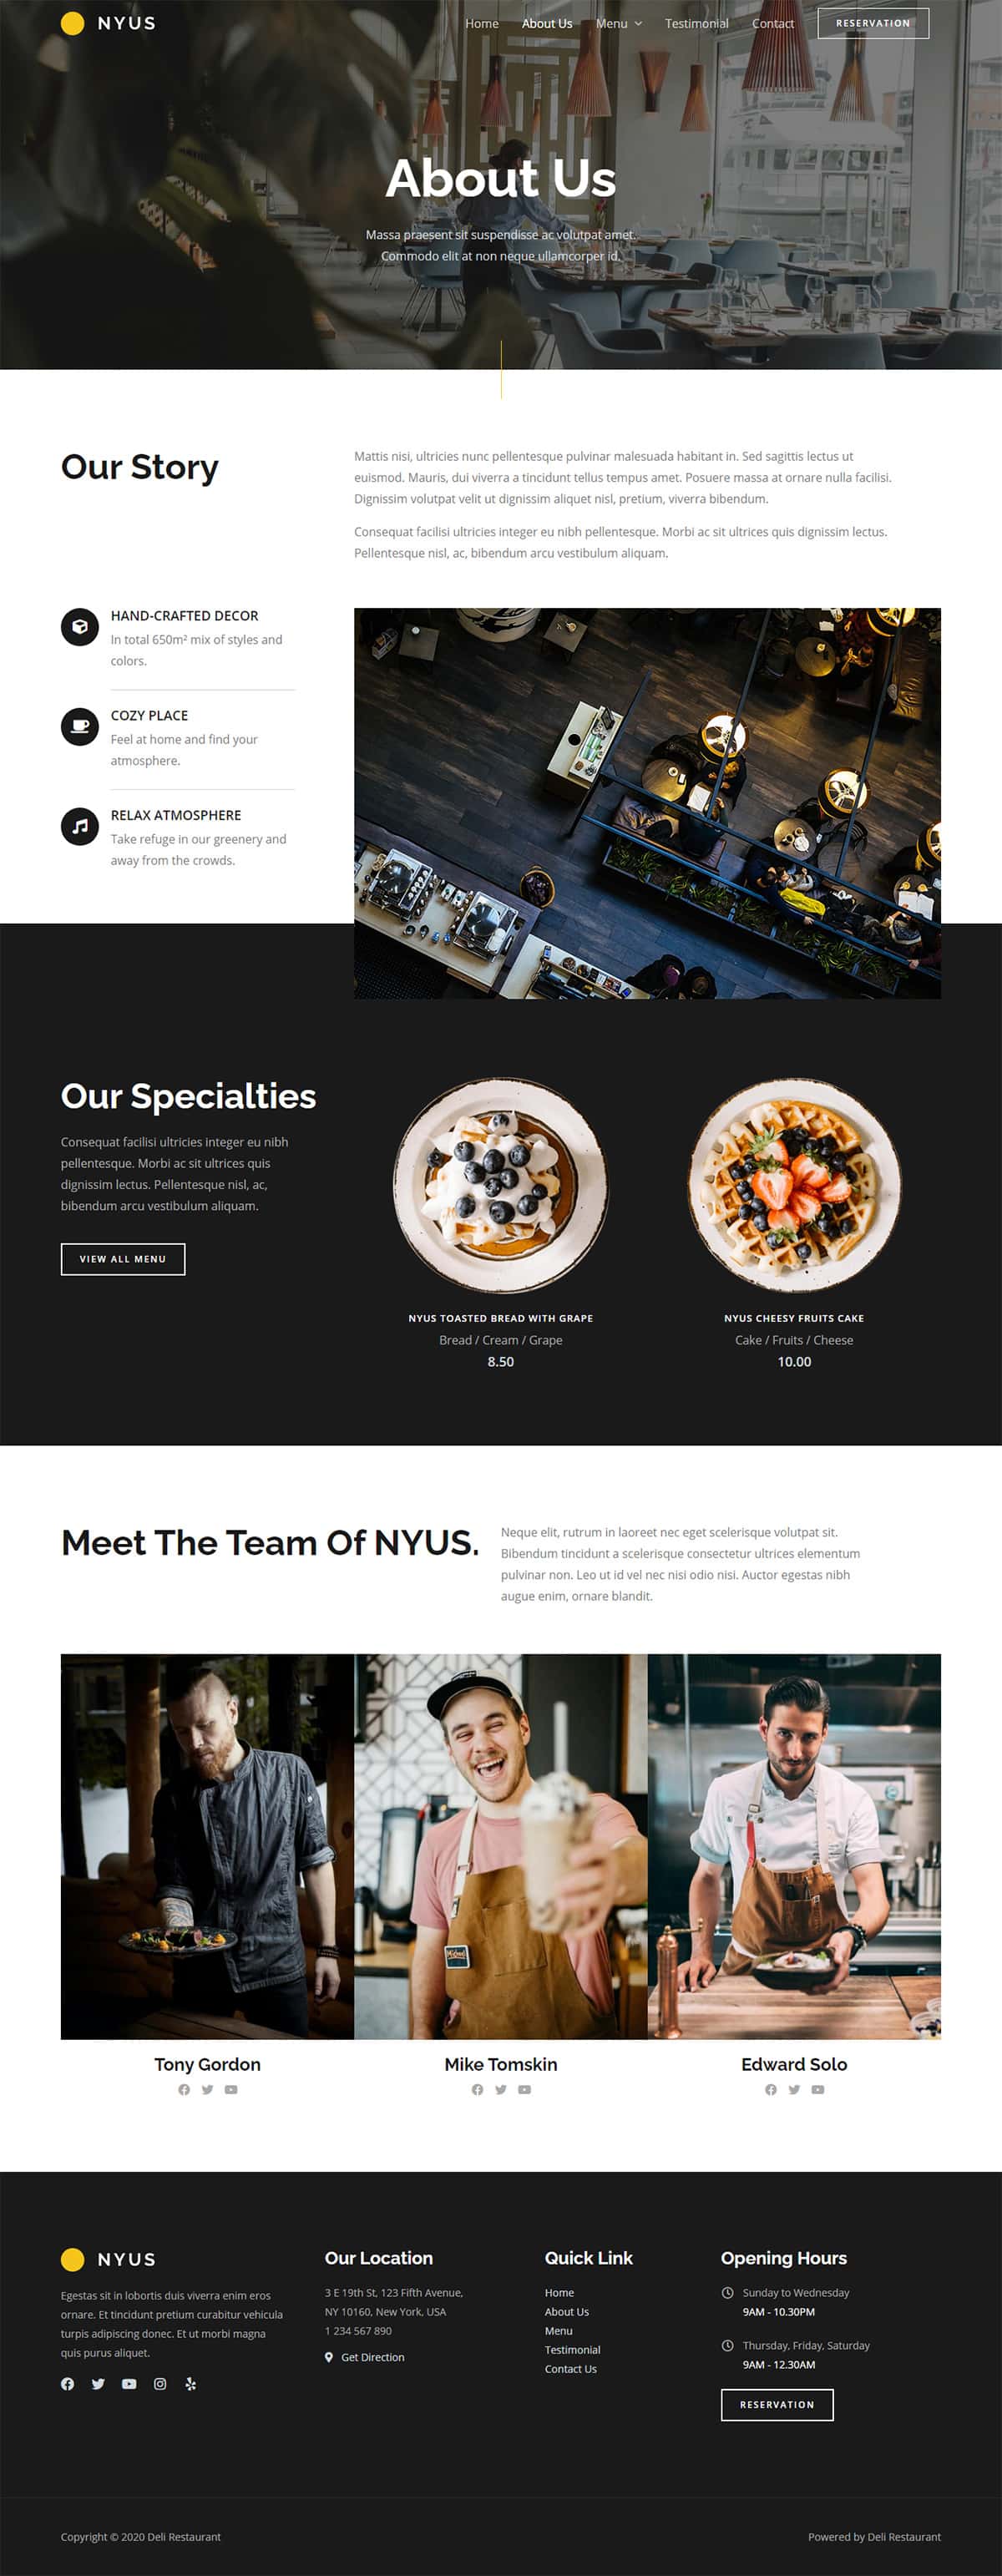 NYUS
Home
About Us
Menu
Testimonial
Contact
RESERVATION
About Us
Massa praesent sit suspendisse ac volutpat amet.
Commodo elit at non neque ullamcorper id.
Our Story
Mattis nisi, ultricies nunc pellentesque pulvinar malesuada habitant in. Sed sagittis lectus ut
euismod. Mauris, dui viverra a tincidunt tellus tempus amet. Posuere massa at ornare nulla facilisi.
Dignissim volutpat velit ut dignissim aliquet nisl, pretium, viverra bibendum.
Consequat facilisi ultricies integer eu nibh pellentesque. Morbi ac sit ultrices quis dignissim lectus.
Pellentesque nisl, ac, bibendum arcu vestibulum aliquam.
HAND-CRAFTED DECOR
In total 650m² mix of styles and
colors.
COZY PLACE
Feel at home and find your
atmosphere.
RELAX ATMOSPHERE
Take refuge in our greenery and
away from the crowds.
Our Specialties
Consequat facilisi ultricies integer eu nibh
pellentesque. Morbi ac sit ultrices quis
dignissim lectus. Pellentesque nisl, ac,
bibendum arcu vestibulum aliquam.
VIEW ALL MENU
NYUS TOASTED BREAD WITH GRAPE
Bread / Cream / Grape
8.50
NYUS CHEESY FRUITS CAKE
Cake / Fruits / Cheese
10.00
Meet The Team Of NYUS.
Neque elit, rutrum in laoreet nec eget scelerisque volutpat sit.
Bibendum tincidunt a scelerisque consectetur ultrices elementum
pulvinar non. Leo ut id vel nec nisi odio nisi. Auctor egestas nibh
augue enim, ornare blandit.
Tony Gordon
Mike Tomskin
Edward Solo
NYUS
Egestas sit in lobortis duis viverra enim eros
ornare. Et tincidunt pretium curabitur vehicula
turpis adipiscing donec. Et ut morbi magna
quis purus aliquet.
Our Location
3 E 19th St, 123 Fifth Avenue,
NY 10160, New York, USA
1 234 567 890
Get Direction
Quick Link
Home
About Us
Menu
Testimonial
Contact Us
Opening Hours
Sunday to Wednesday
9AM - 10.30PM
Thursday, Friday, Saturday
9AM - 12.30AM
RESERVATION
Copyright © 2020 Deli Restaurant
Powered by Deli Restaurant